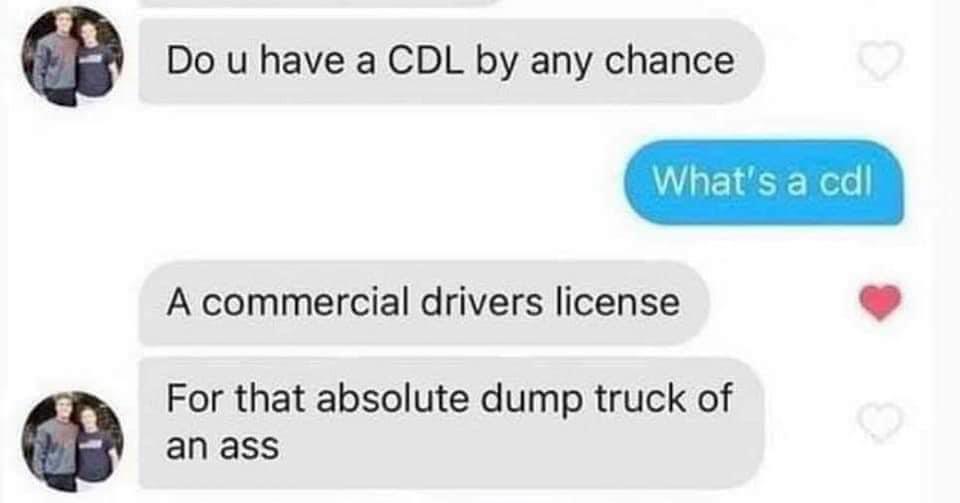 Do u have a CDL by any chance
What's a cdl
A commercial drivers license
For that absolute dump truck of
an ass